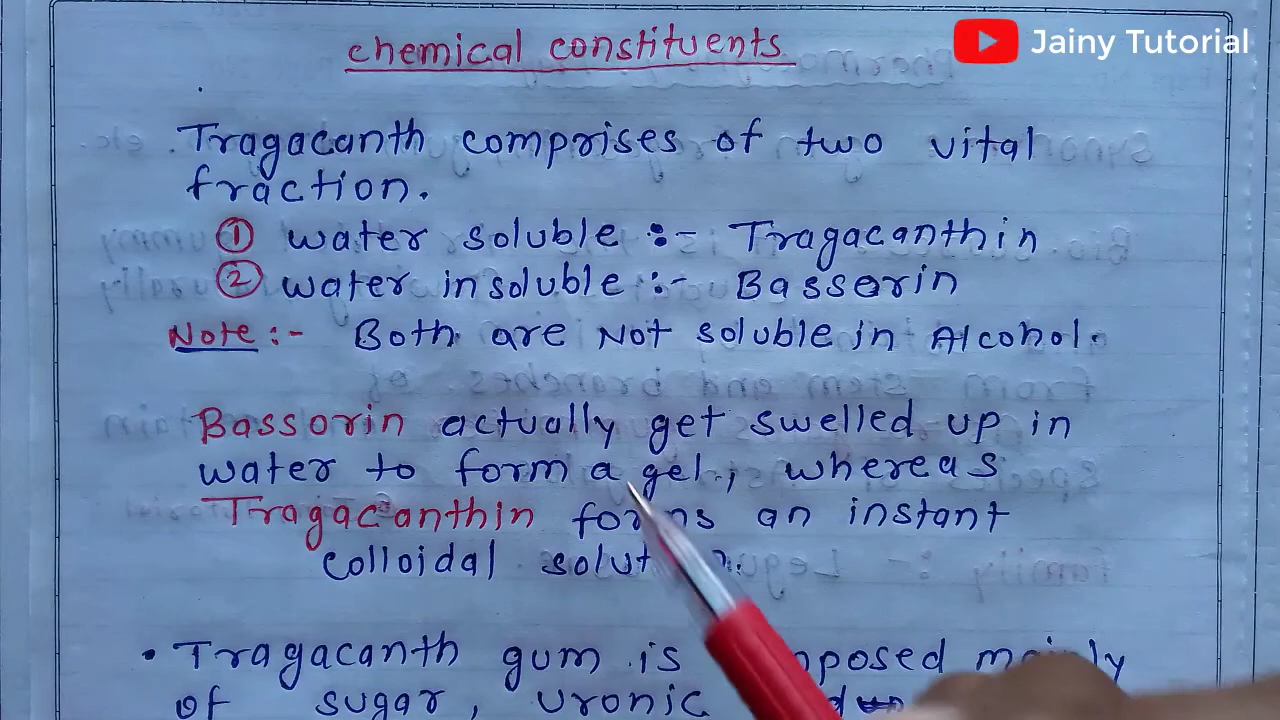 chemical constituents
Jainy Tutorial
Tragacanth comprises of two vital
fraction.
① water soluble :- Tragacanthin
② water insoluble :- Bassorin
Note :- Both are Not soluble in Alcohol.
Bassorin actually get swelled up in
water to form a gel, whereas
Tragacanthin forms an instant
colloidal
• Tragacanth gum is mainly
of sugar, uronic